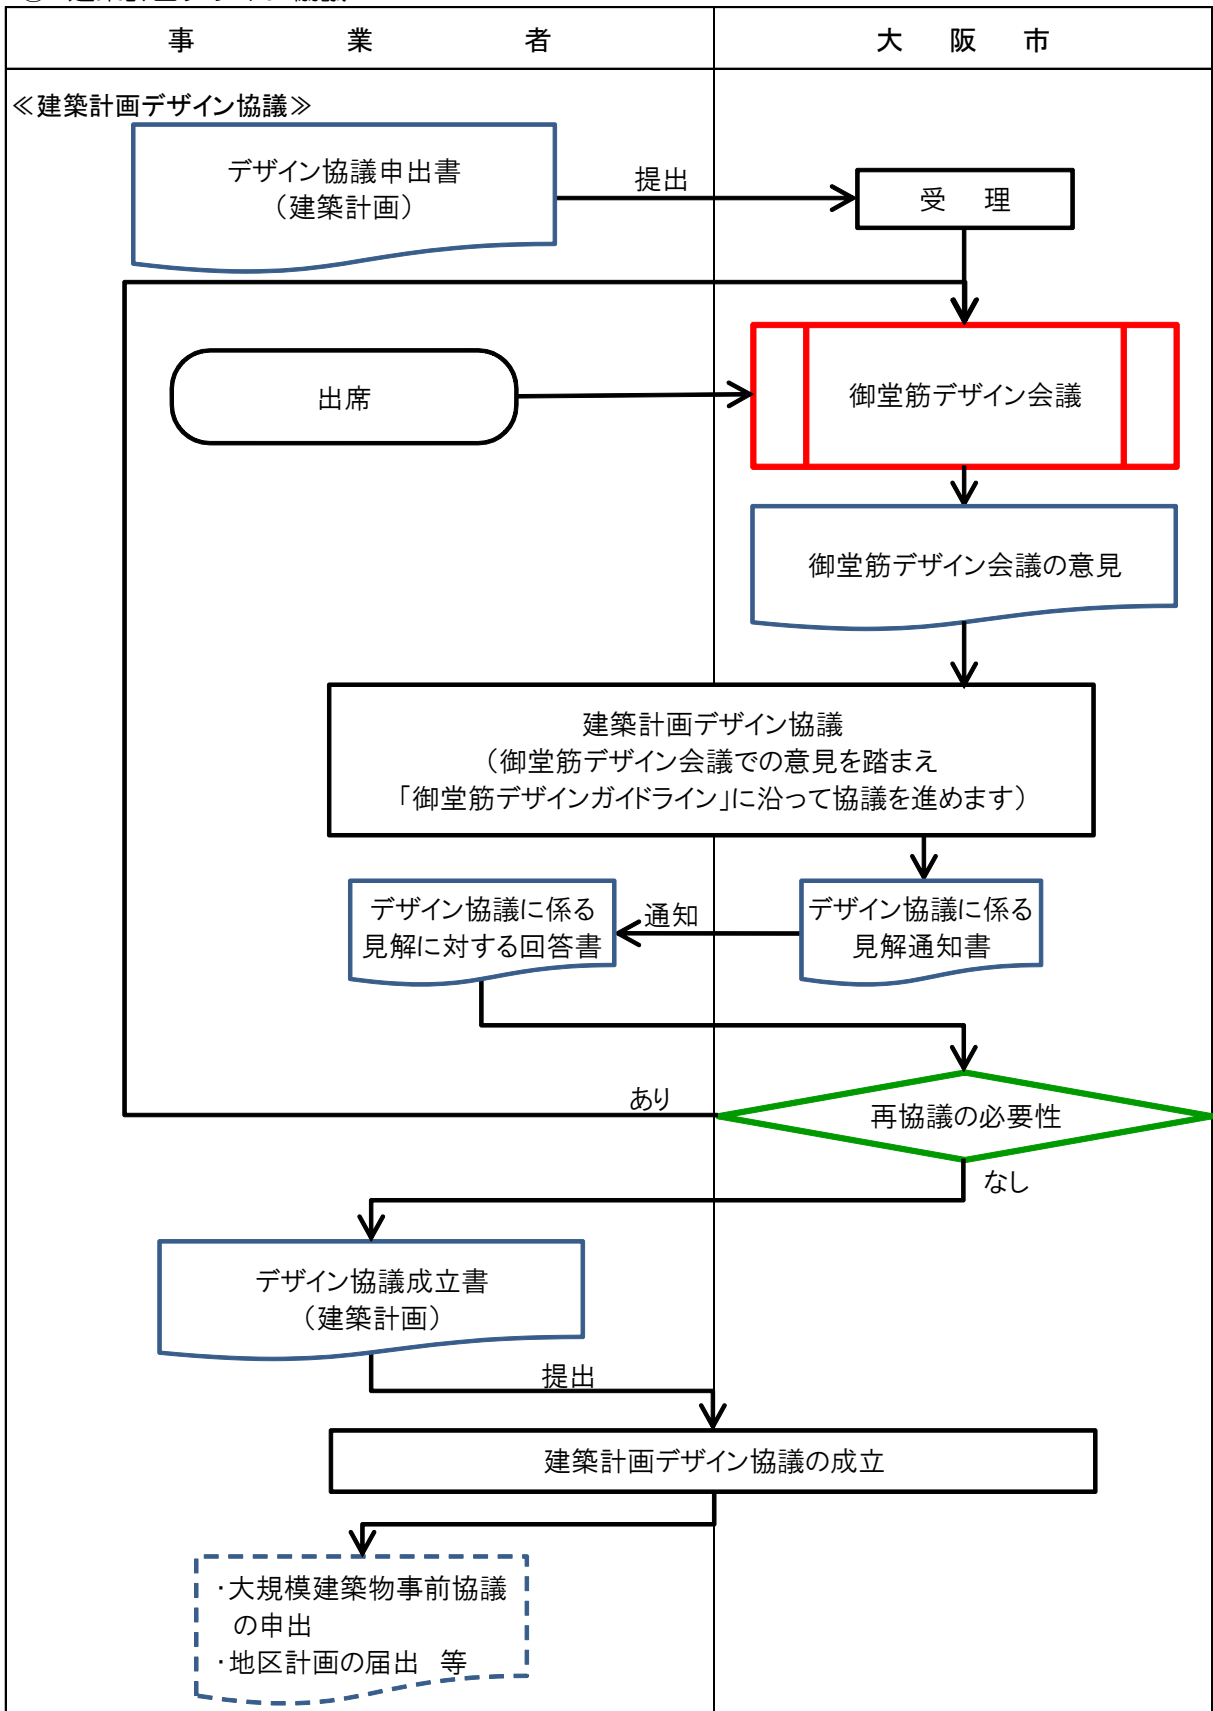 事 業 者
大 阪 市
≪建築計画デザイン協議≫
デザイン協議申出書
（建築計画）
提出
受 理
出席
御堂筋デザイン会議
御堂筋デザイン会議の意見
建築計画デザイン協議
（御堂筋デザイン会議での意見を踏まえ
「御堂筋デザインガイドライン」に沿って協議を進めます）
デザイン協議に係る
見解に対する回答書
通知
デザイン協議に係る
見解通知書
あり
再協議の必要性
なし
デザイン協議成立書
（建築計画）
提出
建築計画デザイン協議の成立
・大規模建築物事前協議
の申出
・地区計画の届出 等